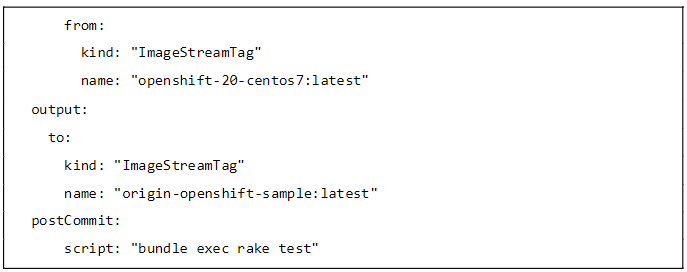 from:
kind: "ImageStreamTag"
name: "openshift-20-centos7:latest"
output:
to:
kind: "ImageStreamTag"
name: "origin-openshift-sample:latest"
postCommit:
script: "bundle exec rake test"